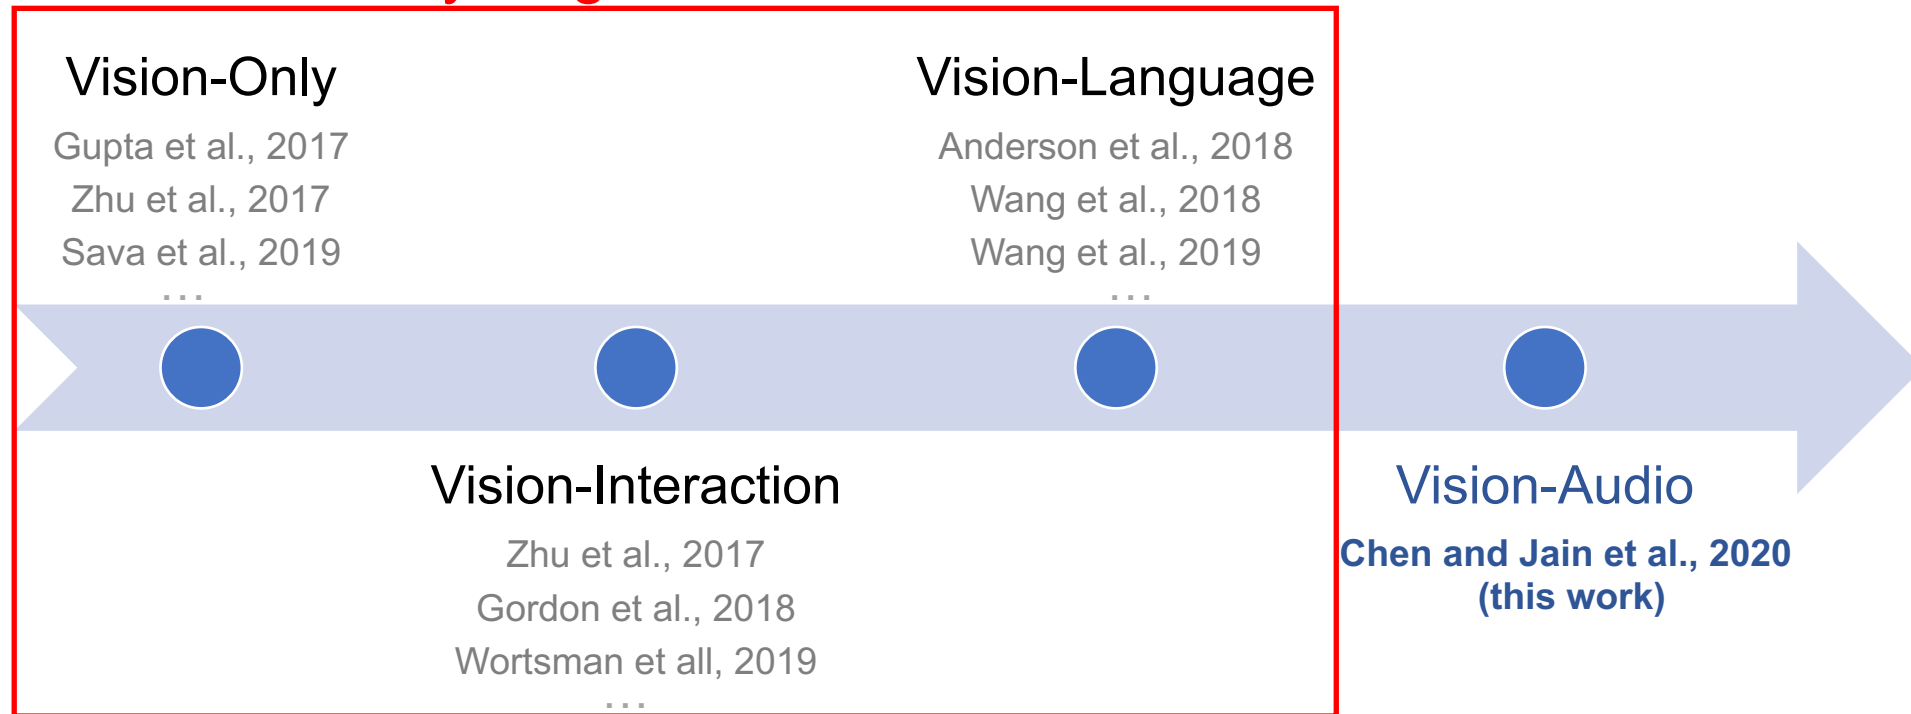 Vision-Only
Gupta et al., 2017
Zhu et al., 2017
Sava et al., 2019
...
Vision-Language
Anderson et al., 2018
Wang et al., 2018
Wang et al., 2019
...
Vision-Interaction
Zhu et al., 2017
Gordon et al., 2018
Wortsman et all, 2019
...
Vision-Audio
Chen and Jain et al., 2020
(this work)